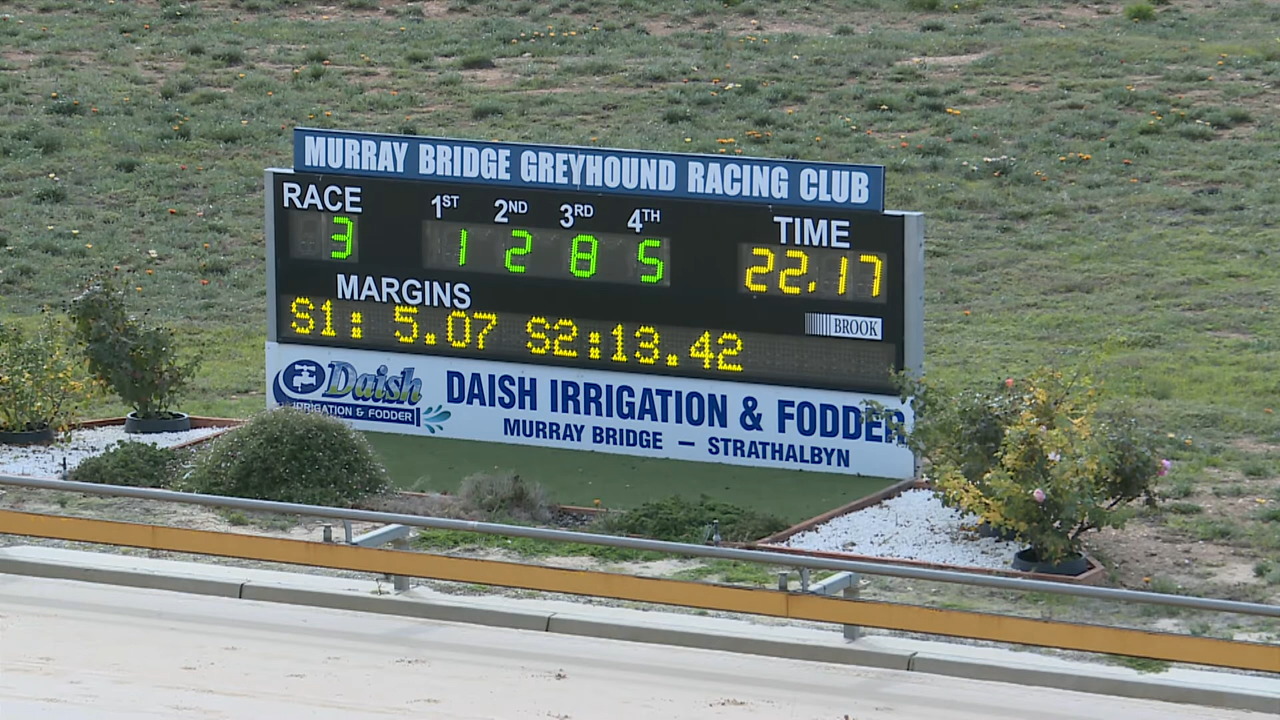 MURRAY BRIDGE GREYHOUND RACING CLUB
RACE 1ST 2ND 3RD 4TH TIME
3 1 2 8 5 22.17
MARGINS
BROOK
S1: 5.07 S2:13.42
Daish
IRRIGATION & FODDER
DAISH IRRIGATION & FODDER
MURRAY BRIDGE – STRATHALBYN